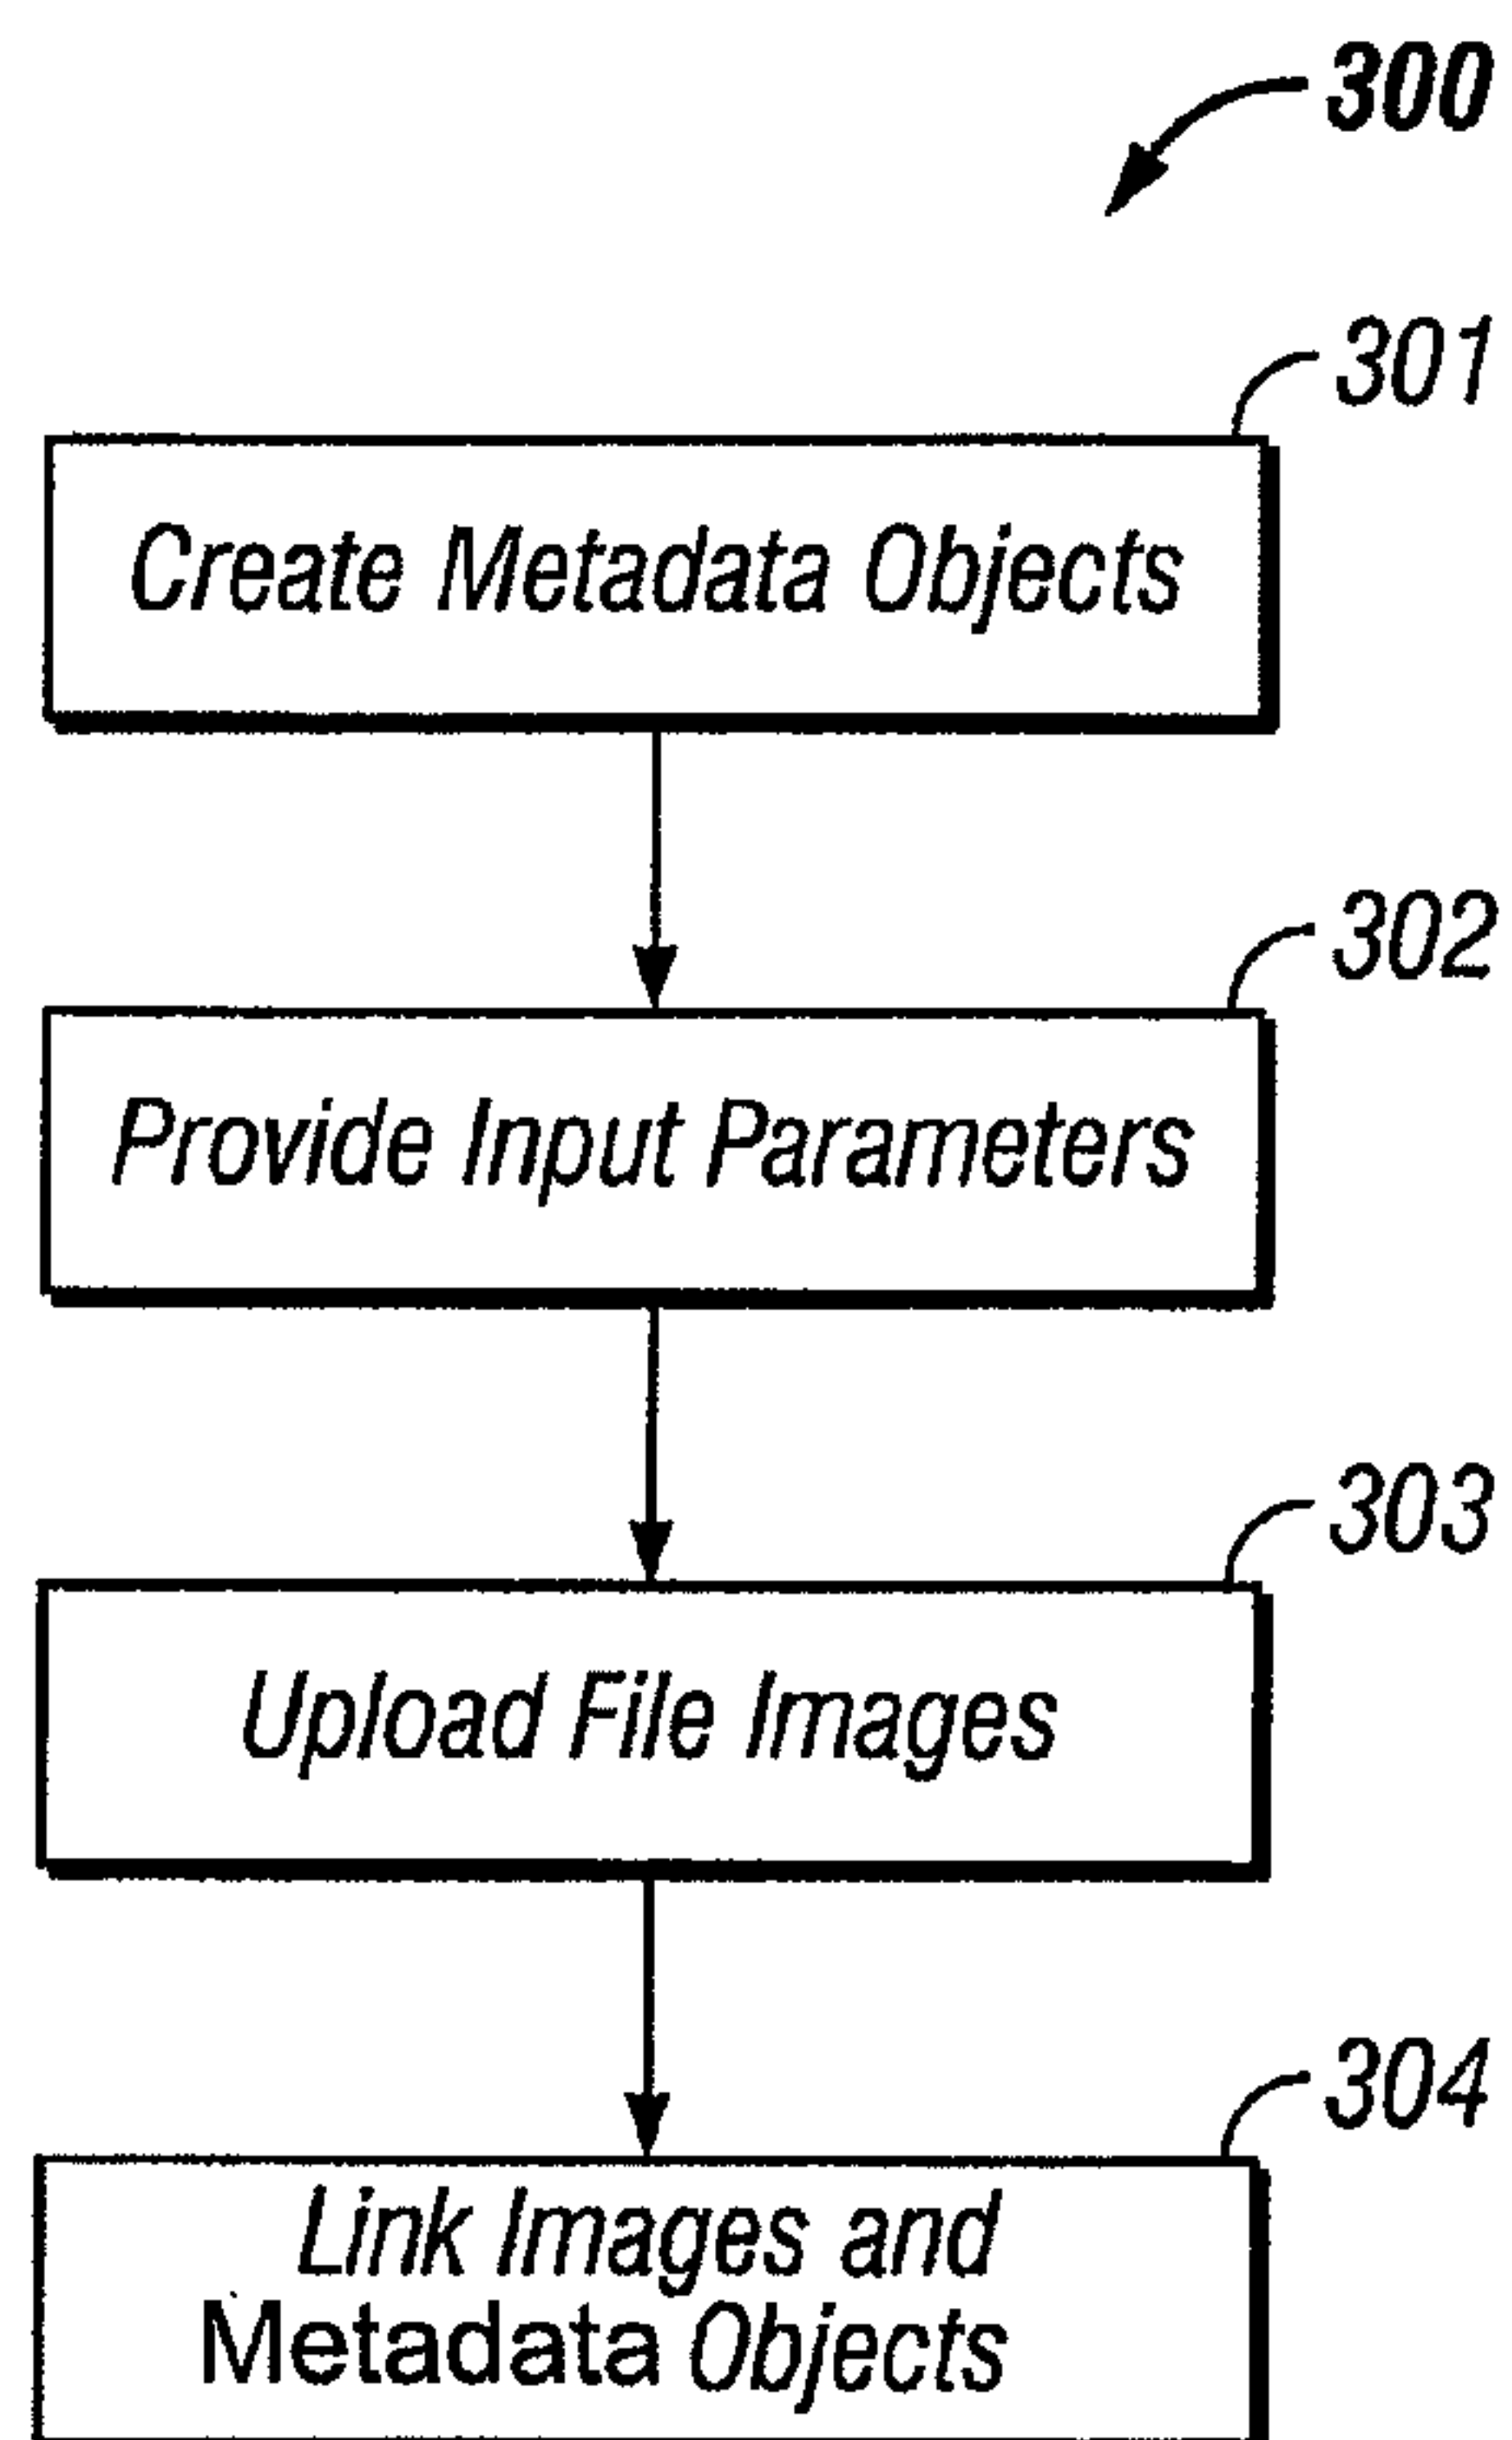 300
301
Create Metadata Objects
302
Provide Input Parameters
303
Upload File Images
304
Link Images and
Metadata Objects